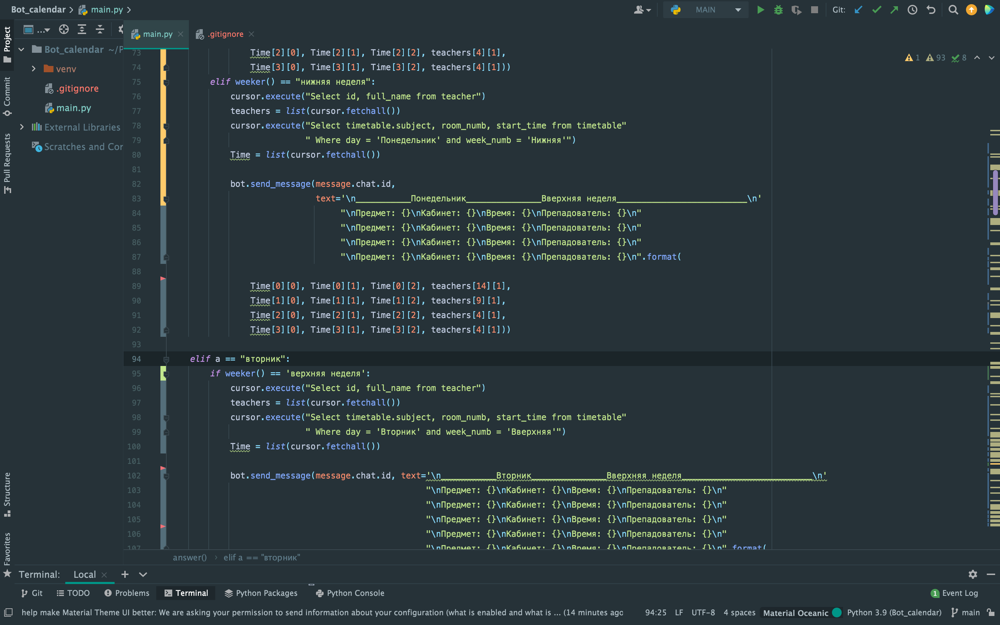 Bot_calendar > main.py >
MAIN
Git:
Project
Commit
Pull Requests
Structure
Favorites
main.py
.gitignore
Bot_calendar ~/P
venv
.gitignore
main.py
External Libraries
Scratches and Cor
1 93 8
73 Time[2][0], Time[2][1], Time[2][2], teachers[4][1],
74 Time[3][0], Time[3][1], Time[3][2], teachers[4][1]))
75 elif weeker() == "нижняя неделя":
76 cursor.execute("Select id, full_name from teacher")
77 teachers = list(cursor.fetchall())
78 cursor.execute("Select timetable.subject, room_numb, start_time from timetable"
79 " Where day = 'Понедельник' and week_numb = 'Нижняя'")
80 Time = list(cursor.fetchall())
81
82 bot.send_message(message.chat.id,
83 text='\n___________Понедельник_______________Вверхняя неделя__________________________\n'
84 "\nПредмет: {}\nКабинет: {}\nВремя: {}\nПрепадователь: {}\n"
85 "\nПредмет: {}\nКабинет: {}\nВремя: {}\nПрепадователь: {}\n"
86 "\nПредмет: {}\nКабинет: {}\nВремя: {}\nПрепадователь: {}\n"
87 "\nПредмет: {}\nКабинет: {}\nВремя: {}\nПрепадователь: {}\n".format(
88
89 Time[0][0], Time[0][1], Time[0][2], teachers[14][1],
90 Time[1][0], Time[1][1], Time[1][2], teachers[9][1],
91 Time[2][0], Time[2][1], Time[2][2], teachers[4][1],
92 Time[3][0], Time[3][1], Time[3][2], teachers[4][1]))
93
94 elif a == "вторник":
95 if weeker() == 'верхняя неделя':
96 cursor.execute("Select id, full_name from teacher")
97 teachers = list(cursor.fetchall())
98 cursor.execute("Select timetable.subject, room_numb, start_time from timetable"
99 " Where day = 'Вторник' and week_numb = 'Вверхняя'")
100 Time = list(cursor.fetchall())
101
102 bot.send_message(message.chat.id, text='\n___________Вторник_______________Вверхняя неделя__________________________\n'
103 "\nПредмет: {}\nКабинет: {}\nВремя: {}\nПрепадователь: {}\n"
104 "\nПредмет: {}\nКабинет: {}\nВремя: {}\nПрепадователь: {}\n"
105 "\nПредмет: {}\nКабинет: {}\nВремя: {}\nПрепадователь: {}\n"
106 "\nПредмет: {}\nКабинет: {}\nВремя: {}\nПрепадователь: {}\n"
107 "\nПредмет: {}\nКабинет: {}\nВремя: {}\nПрепадователь: {}\n".format(
answer() > elif a == "вторник"
Terminal: Local
Git TODO Problems Terminal Python Packages Python Console 1 Event Log
help make Material Theme UI better: We are asking your permission to send information about your configuration (what is enabled and what is ... (14 minutes ago 94:25 LF UTF-8 4 spaces Material Oceanic Python 3.9 (Bot_calendar) main